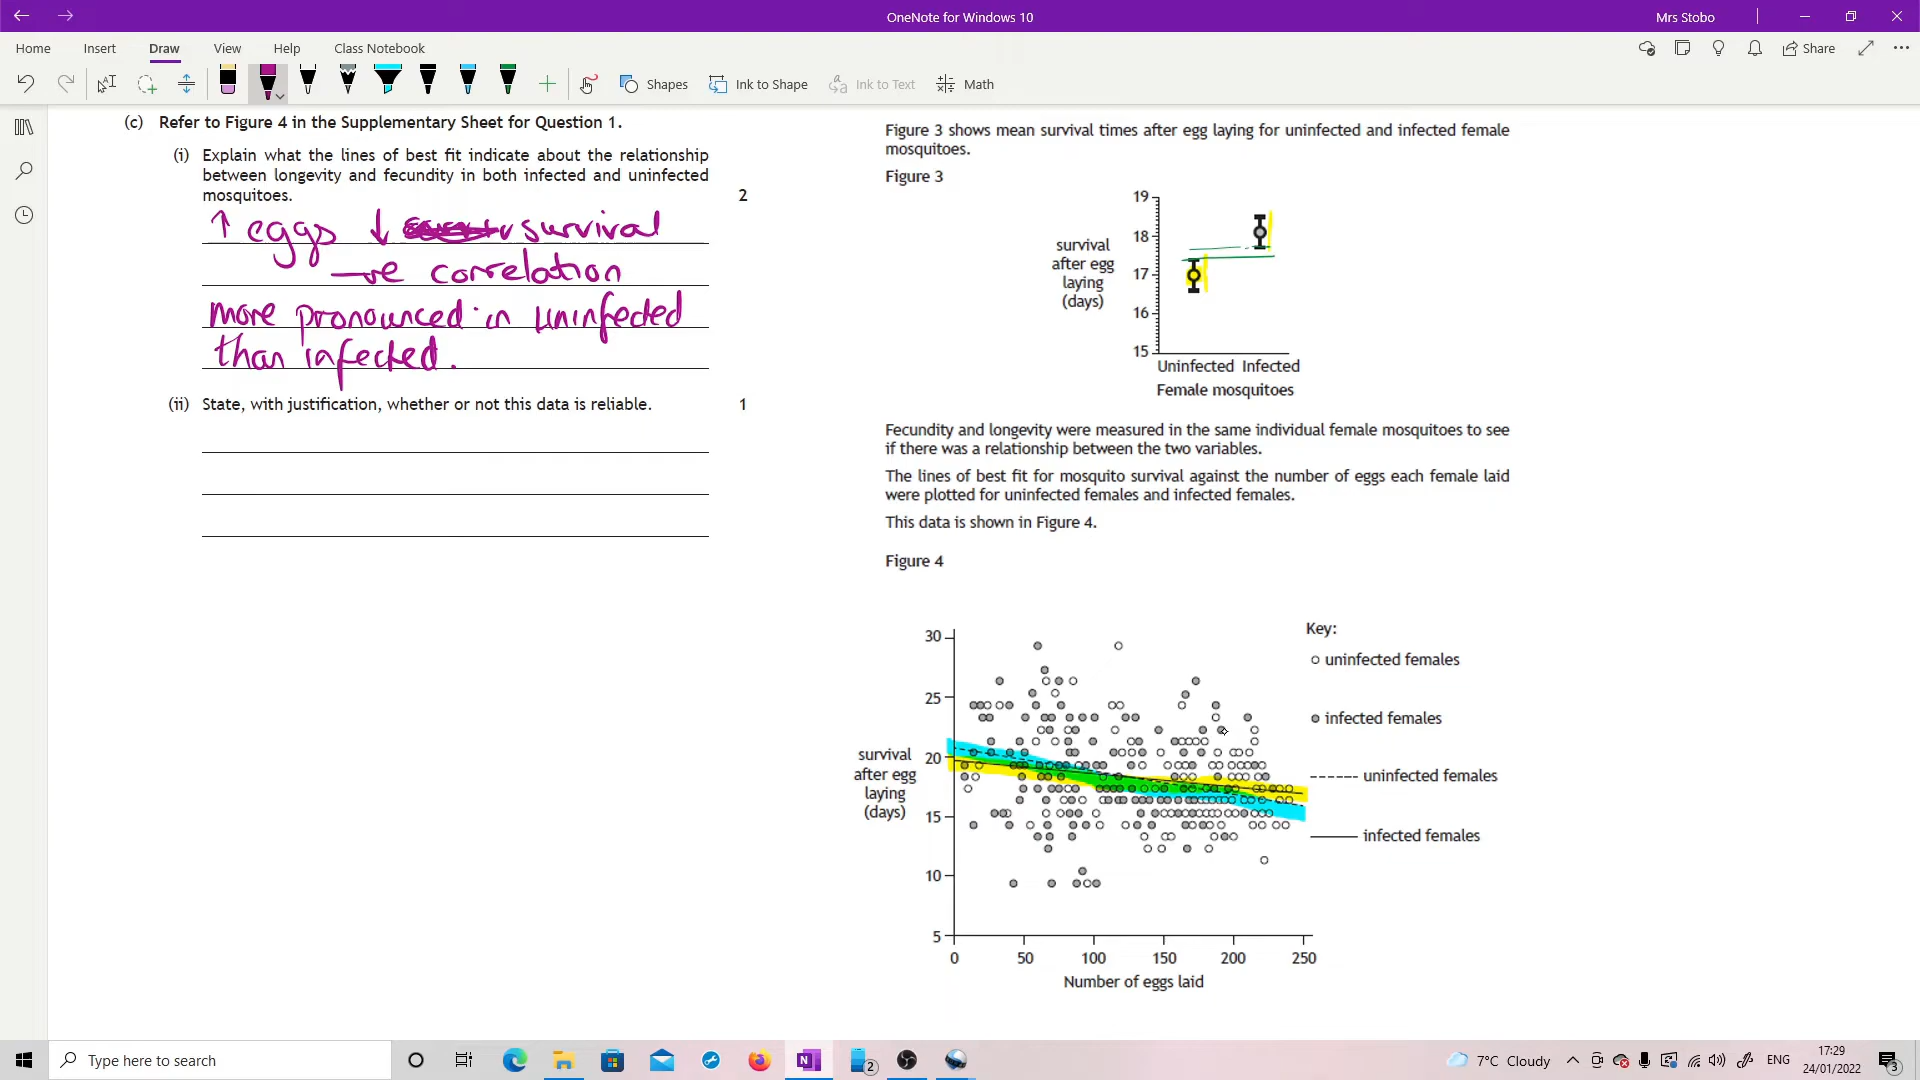 OneNote for Windows 10
Mrs Stobo
Home
Insert
Draw
View
Help
Class Notebook
Share
Shapes
Ink to Shape
Ink to Text
Math
(c) Refer to Figure 4 in the Supplementary Sheet for Question 1.
(i) Explain what the lines of best fit indicate about the relationship
between longevity and fecundity in both infected and uninfected
mosquitoes.
2
↑ eggs ↓ survival
-ve correlation
more pronounced in uninfected
than infected.
(ii) State, with justification, whether or not this data is reliable.
1
Figure 3 shows mean survival times after egg laying for uninfected and infected female
mosquitoes.
Figure 3
survival
after egg
laying
(days)
19
18
17
16
15
Uninfected Infected
Female mosquitoes
Fecundity and longevity were measured in the same individual female mosquitoes to see
if there was a relationship between the two variables.
The lines of best fit for mosquito survival against the number of eggs each female laid
were plotted for uninfected females and infected females.
This data is shown in Figure 4.
Figure 4
survival
after egg
laying
(days)
30
25
20
15
10
5
0 50 100 150 200 250
Number of eggs laid
Key:
uninfected females
infected females
uninfected females
infected females
Type here to search
2
7°C Cloudy
ENG
17:29
24/01/2022
3